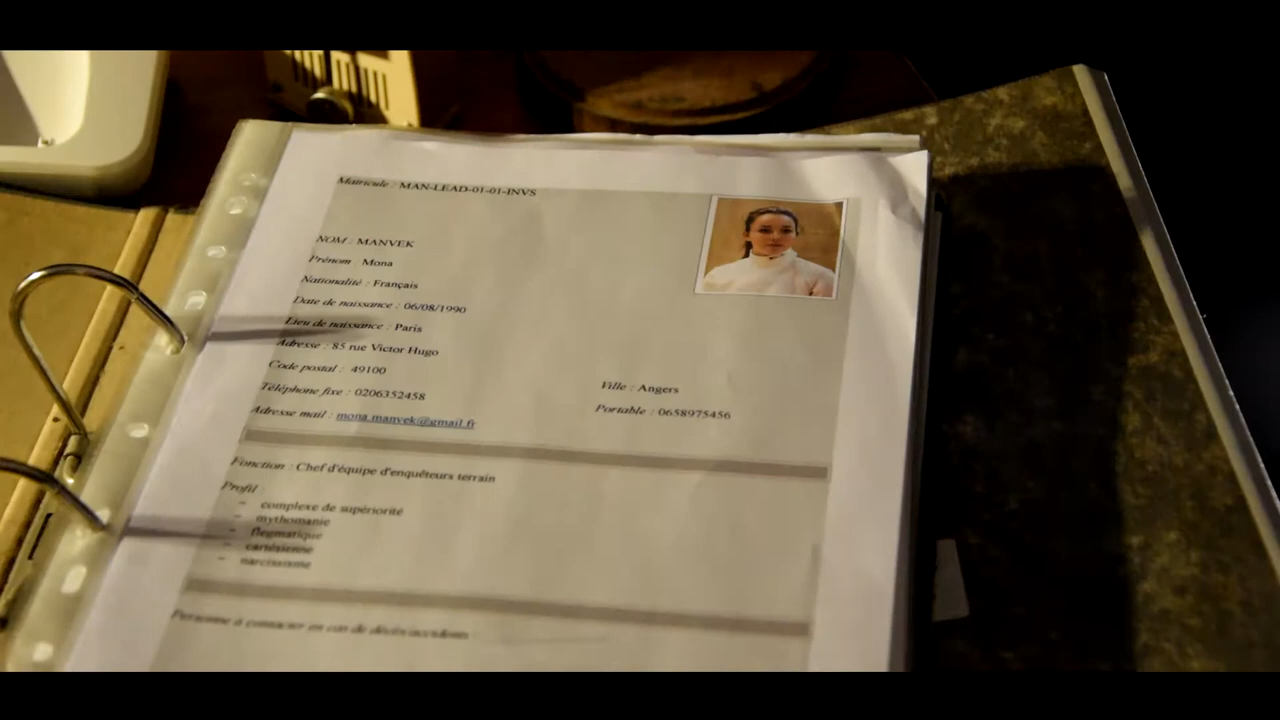 Matricule : MAN-LEAD-01-01-INVS
NOM : MANVEK
Prénom : Mona
Nationalité : Français
Date de naissance : 06/08/1990
Lieu de naissance : Paris
Adresse : 85 rue Victor Hugo
Code postal : 49100
Ville : Angers
Téléphone fixe : 0206352458
Portable : 0658975456
Adresse mail : mona.manvek@gmail.fr
Fonction : Chef d'équipe d'enquêteurs terrain
Profil :
- complexe de supériorité
- mythomanie
- flegmatique
- cartésienne
- narcissisme
Personne à contacter en cas de décès/accidents